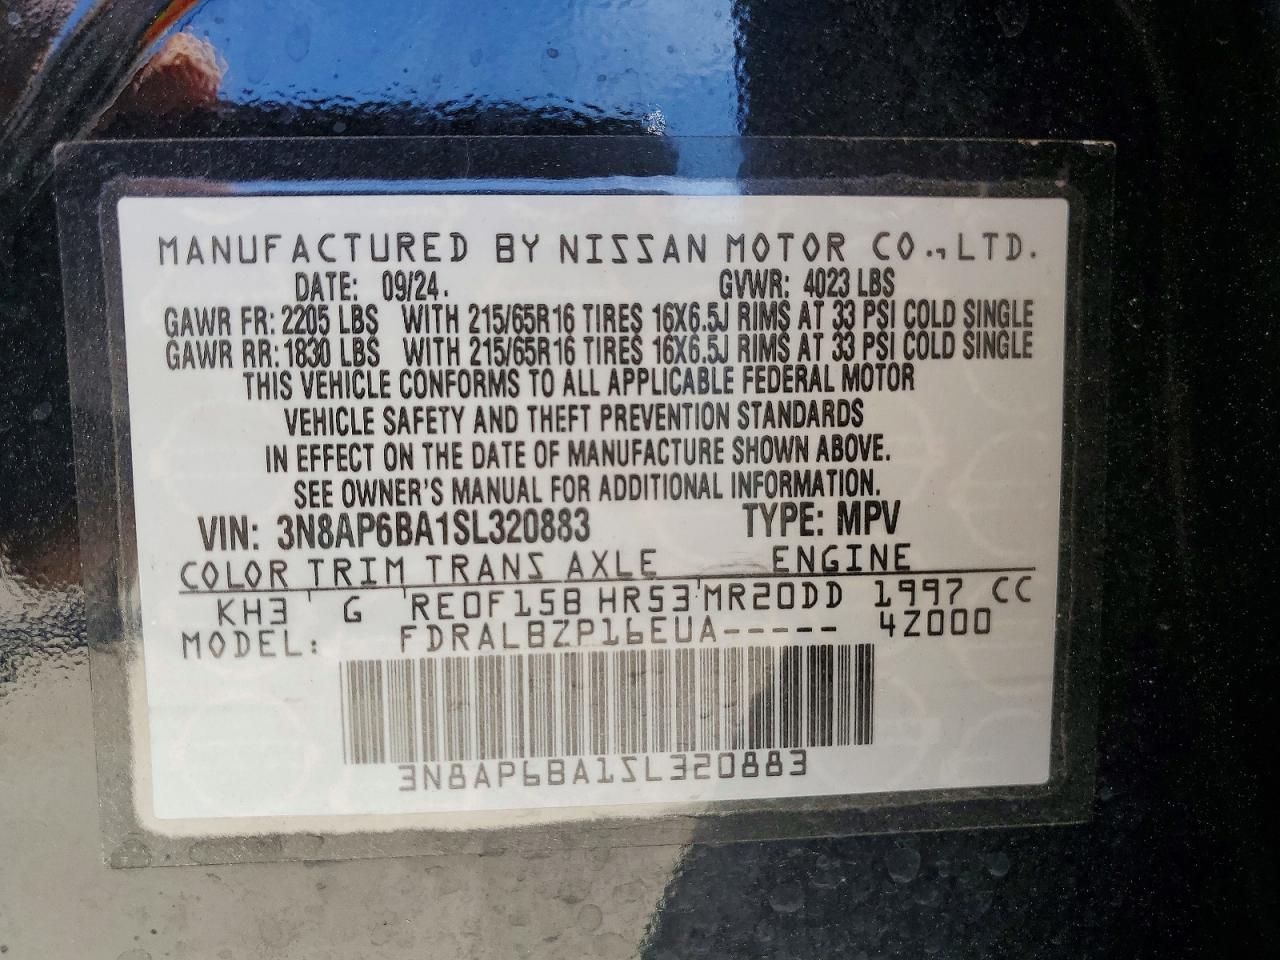 MANUFACTURED BY NISSAN MOTOR CO.,LTD.
DATE: 09/24. GVWR: 4023 LBS
GAWR FR: 2205 LBS WITH 215/65R16 TIRES 16X6.5J RIMS AT 33 PSI COLD SINGLE
GAWR RR: 1830 LBS WITH 215/65R16 TIRES 16X6.5J RIMS AT 33 PSI COLD SINGLE
THIS VEHICLE CONFORMS TO ALL APPLICABLE FEDERAL MOTOR
VEHICLE SAFETY AND THEFT PREVENTION STANDARDS
IN EFFECT ON THE DATE OF MANUFACTURE SHOWN ABOVE.
SEE OWNER'S MANUAL FOR ADDITIONAL INFORMATION.
VIN: 3N8AP6BA1SL320883 TYPE: MPV
COLOR TRIM TRANS AXLE ENGINE
KH3 G RE0F15B HR53 MR20DD 1997 CC
MODEL: FDRALBZP16EUA----- 4Z000
3N8AP6BA1SL320883